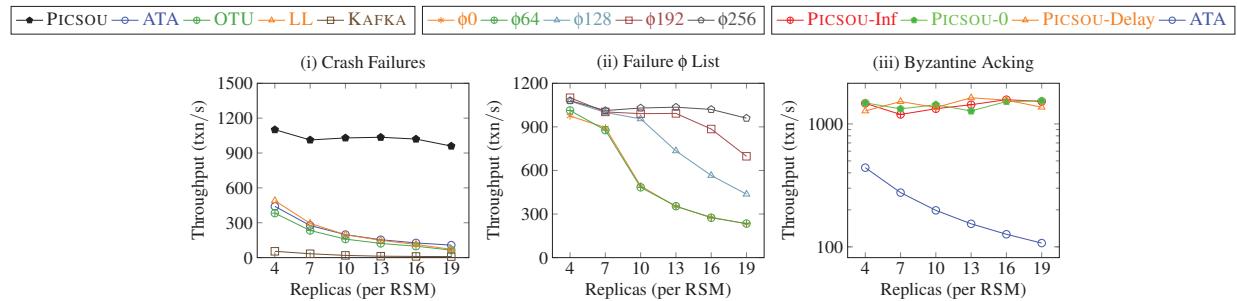 PICSOU ATA OTU LL KAFKA
ϕ0 ϕ64 ϕ128 ϕ192 ϕ256
PICSOU-Inf PICSOU-0 PICSOU-Delay ATA
(i) Crash Failures
Throughput (txn/s)
1500
1200
900
600
300
0
4 7 10 13 16 19
Replicas (per RSM)
(ii) Failure ϕ List
Throughput (txn/s)
1200
900
600
300
0
4 7 10 13 16 19
Replicas (per RSM)
(iii) Byzantine Acking
Throughput (txn/s)
1000
100
4 7 10 13 16 19
Replicas (per RSM)